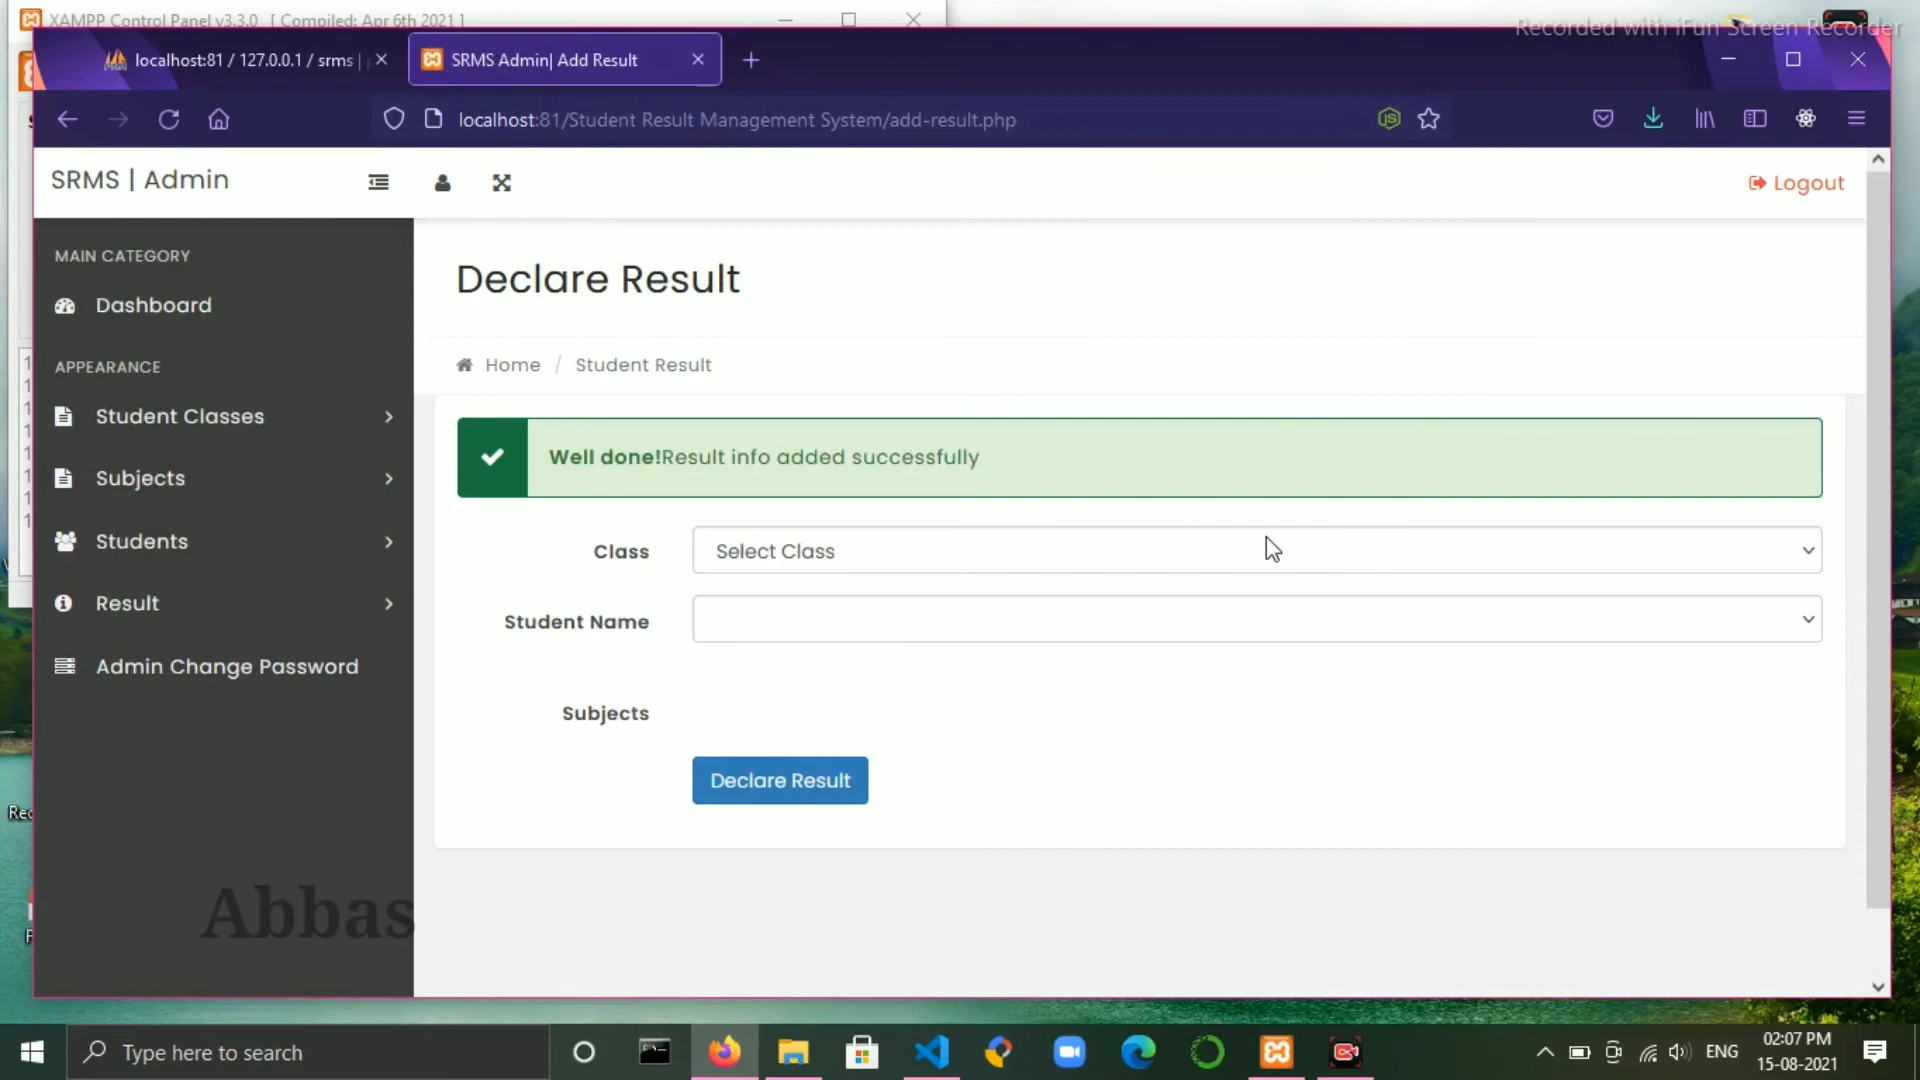 XAMPP Control Panel v3.3.0 [ Compiled: Apr 6th 2021 ]
Recorded with iFun Screen Recorder
localhost:81 / 127.0.0.1 / srms |
SRMS Admin| Add Result
localhost:81/Student Result Management System/add-result.php
SRMS | Admin
Logout
MAIN CATEGORY
Dashboard
APPEARANCE
Student Classes
Subjects
Students
Result
Admin Change Password
Declare Result
Home / Student Result
Well done!Result info added successfully
Class
Select Class
Student Name
Subjects
Declare Result
Abbas
Type here to search
ENG
02:07 PM
15-08-2021